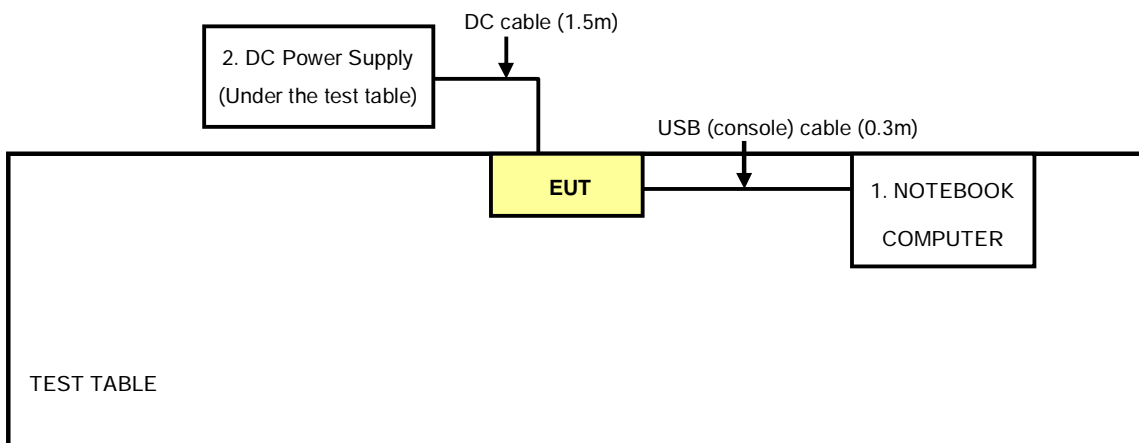 DC cable (1.5m)
2. DC Power Supply
(Under the test table)
USB (console) cable (0.3m)
EUT
1. NOTEBOOK
COMPUTER
TEST TABLE